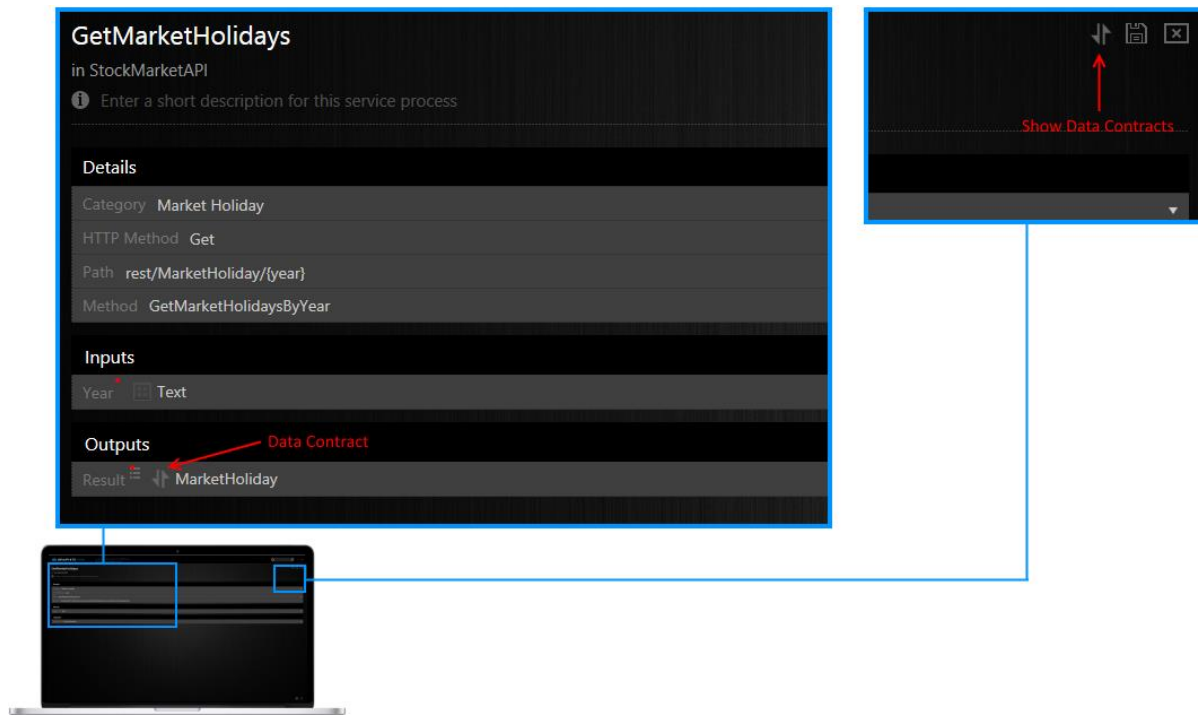 GetMarketHolidays
in StockMarketAPI
Enter a short description for this service process
Details
Category Market Holiday
HTTP Method Get
Path rest/MarketHoliday/{year}
Method GetMarketHolidaysByYear
Inputs
Year* Text
Outputs
Data Contract
Result* MarketHoliday
Show Data Contracts